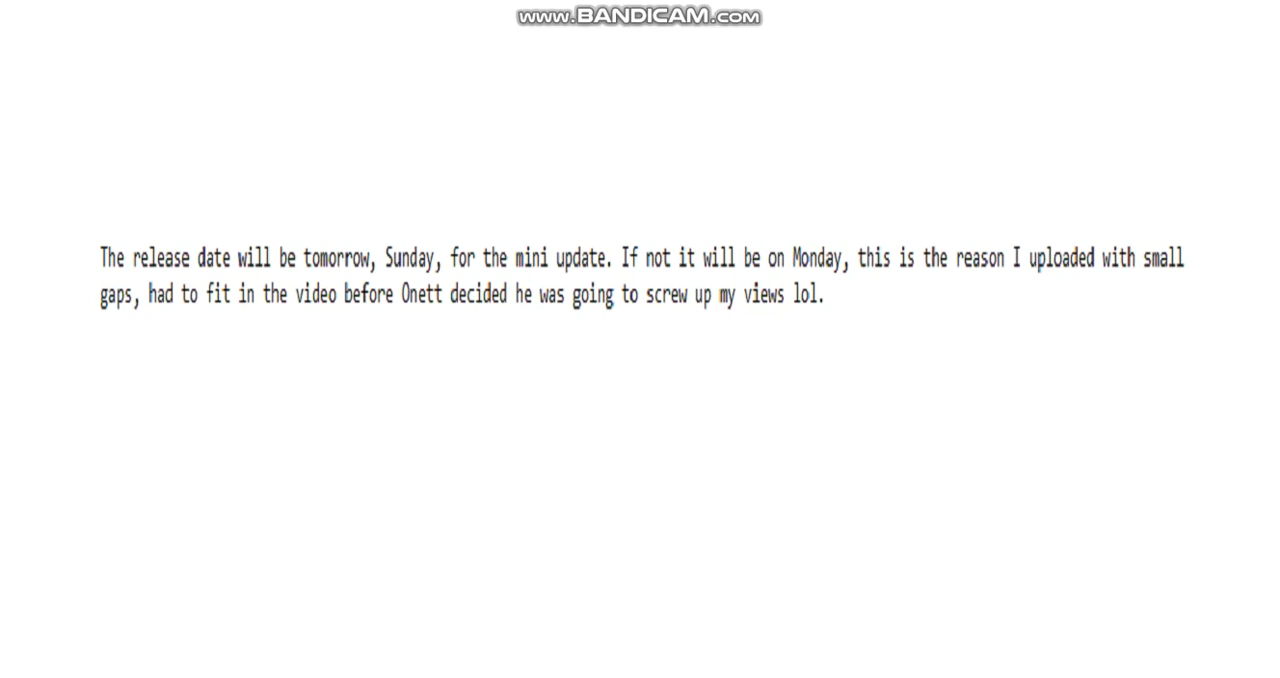 www.BANDICAM.com
The release date will be tomorrow, Sunday, for the mini update. If not it will be on Monday, this is the reason I uploaded with small
gaps, had to fit in the video before Onett decided he was going to screw up my views lol.